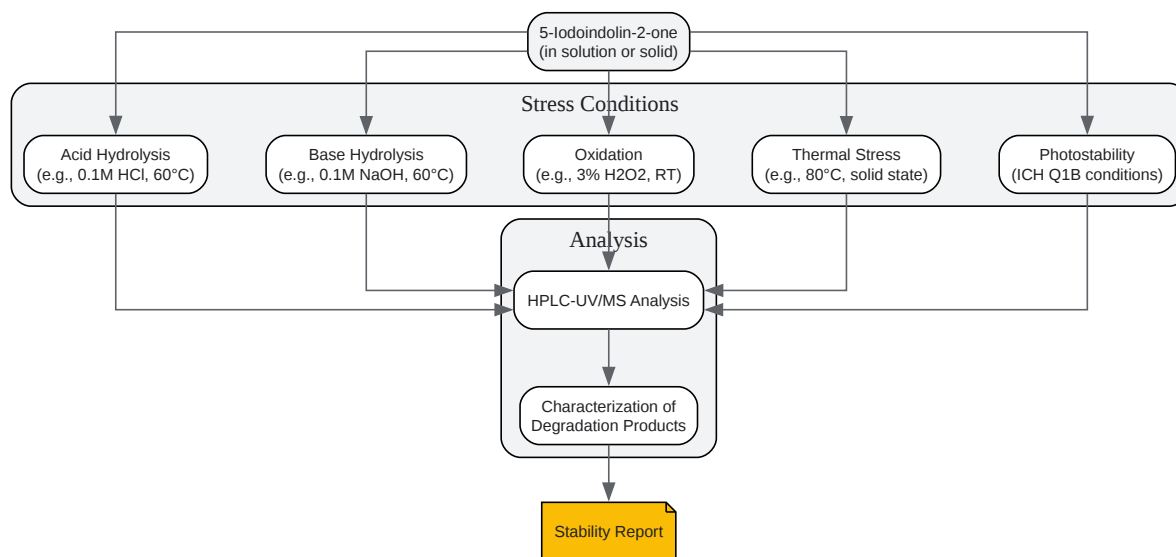 5-Iodoindolin-2-one
(in solution or solid)
Stress Conditions
Acid Hydrolysis
(e.g., 0.1M HCl, 60°C)
Base Hydrolysis
(e.g., 0.1M NaOH, 60°C)
Oxidation
(e.g., 3% H2O2, RT)
Thermal Stress
(e.g., 80°C, solid state)
Photostability
(ICH Q1B conditions)
Analysis
HPLC-UV/MS Analysis
Characterization of
Degradation Products
Stability Report